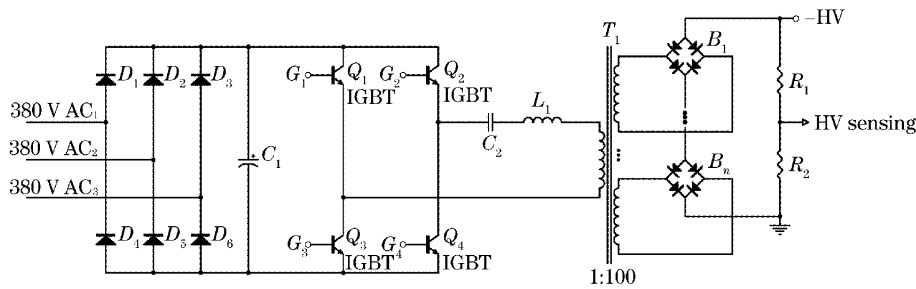 −HV
T₁
B₁
D₁
D₂
D₃
G₁
Q₁
IGBT
G₂
Q₂
IGBT
R₁
380 V AC₁
L₁
HV sensing
C₂
380 V AC₂
C₁
380 V AC₃
Bₙ
R₂
D₄
D₅
D₆
G₃
Q₃
IGBT
G₄
Q₄
IGBT
1:100